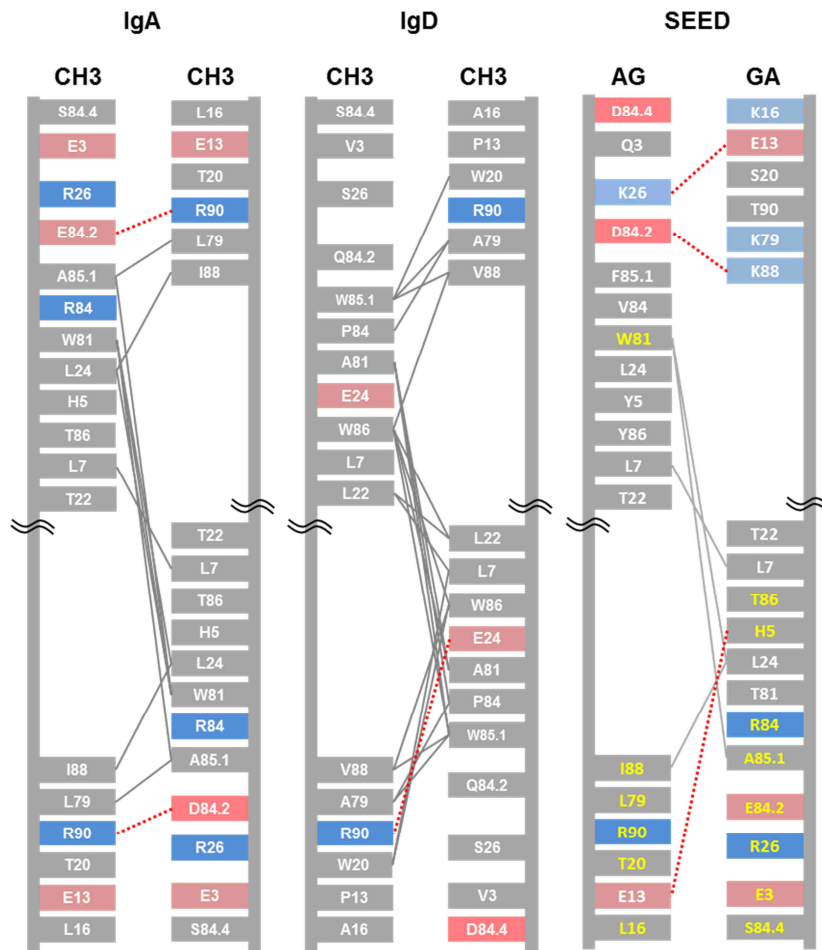 IgA IgD SEED
CH3 CH3 CH3 CH3 AG GA
S84.4 L16 S84.4 A16 D84.4 K16
E3 E13 V3 P13 Q3 E13
T20 W20 S20
R26 S26 K26
R90 R90 T90
E84.2 D84.2
L79 Q84.2 A79 K79
A85.1 I88 V88 F85.1 K88
W85.1
R84 P84 V84
W81 A81 W81
L24 E24 L24
H5 Y5
T86 W86 Y86
L7 L7 L7
T22 L22 T22
T22 L22 T22
L7 L7 L7
T86 W86 T86
H5 E24 H5
L24 A81 L24
W81 P84 T81
R84 W85.1 R84
I88 A85.1 V88 I88 A85.1
L79 A79 Q84.2 L79
D84.2 E84.2
R90 R90 R90
R26 S26 R26
T20 W20 T20
E13 E3 P13 V3 E13 E3
L16 S84.4 A16 D84.4 L16 S84.4